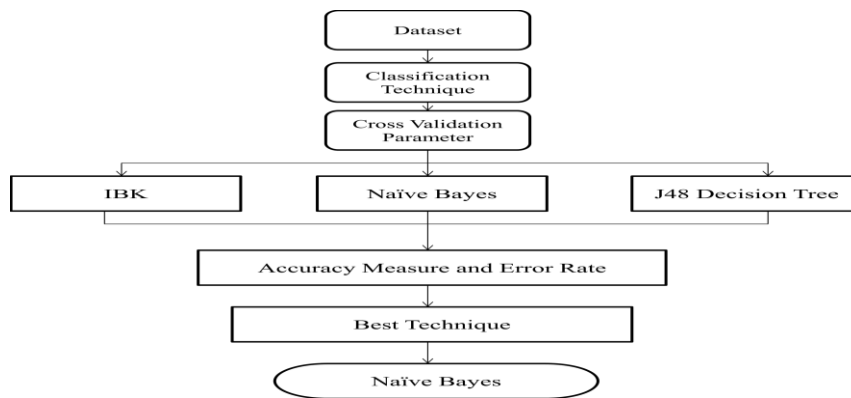 Dataset
Classification
Technique
Cross Validation
Parameter
IBK
Naïve Bayes
J48 Decision Tree
Accuracy Measure and Error Rate
Best Technique
Naïve Bayes